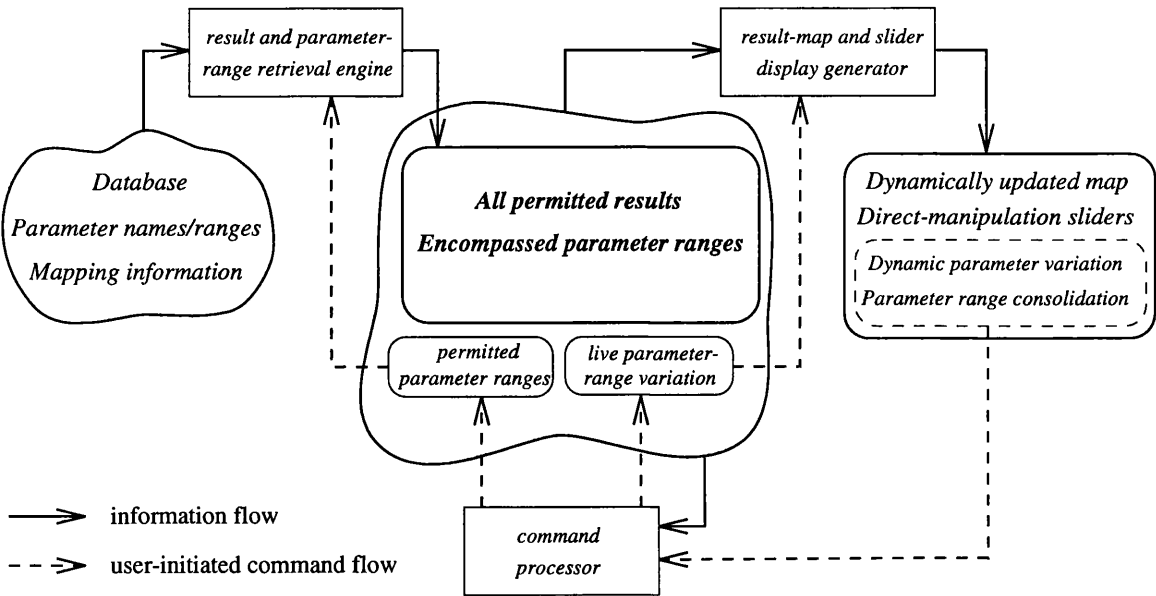 result and parameter-
range retrieval engine
result-map and slider
display generator
Database
Parameter names/ranges
Mapping information
All permitted results
Encompassed parameter ranges
Dynamically updated map
Direct-manipulation sliders
Dynamic parameter variation
Parameter range consolidation
permitted
parameter ranges
live parameter-
range variation
command
processor
information flow
user-initiated command flow